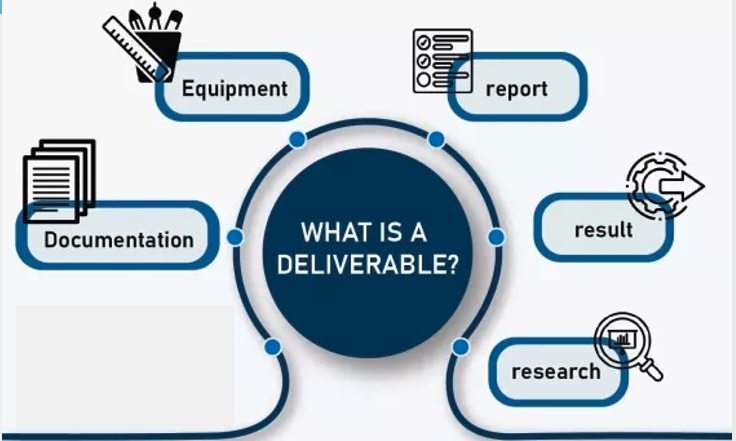 Equipment
report
Documentation
WHAT IS A
DELIVERABLE?
result
research